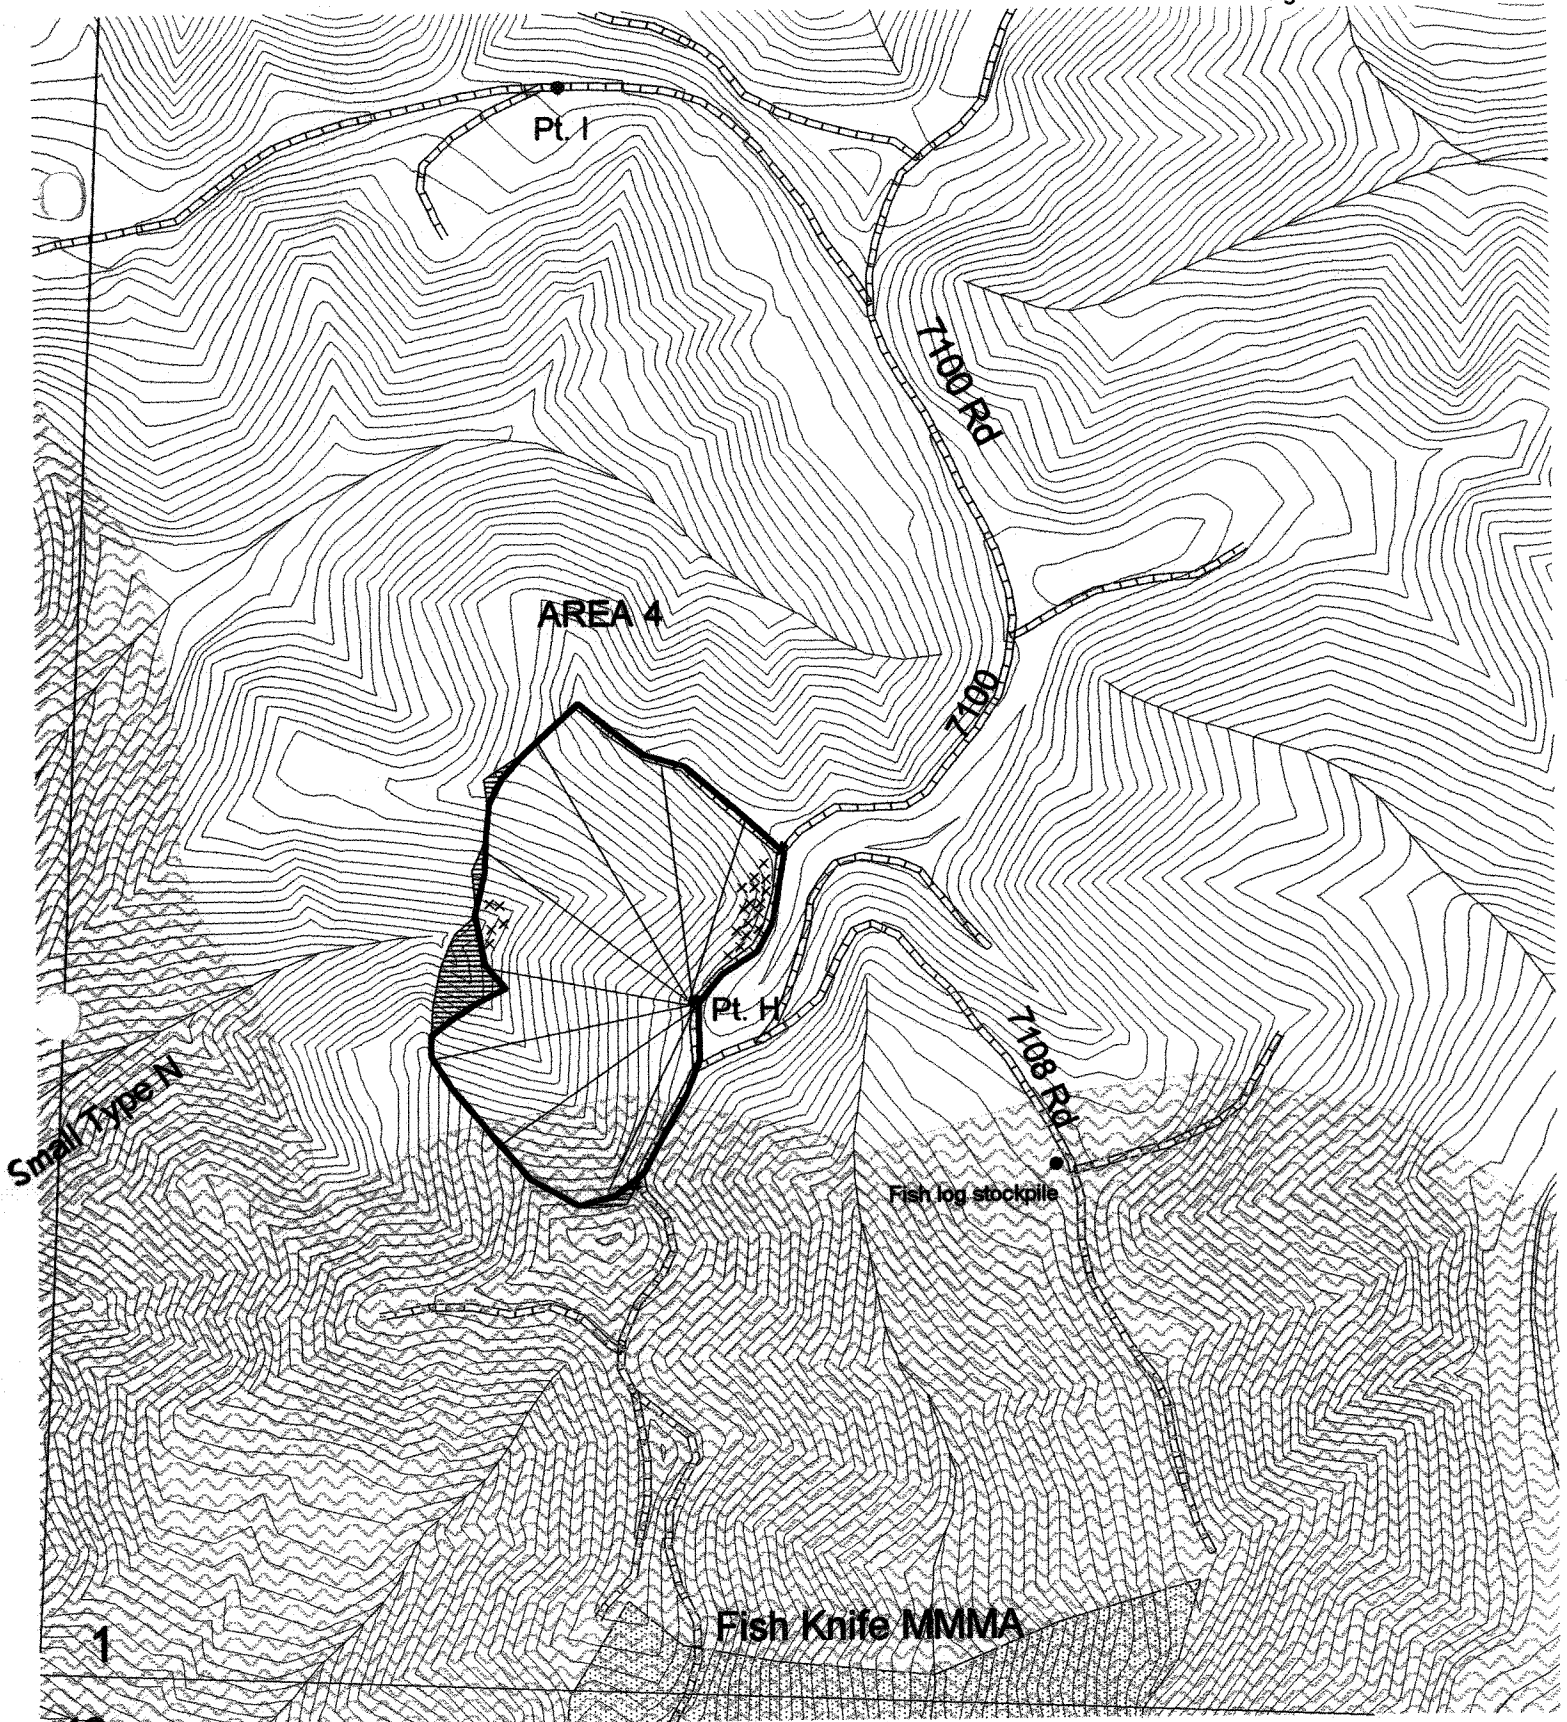 Pt. I
7100 Rd
AREA 4
7100
Pt. H
7108 Rd
Small Type N
Fish log stockpile
Fish Knife MMMA
1